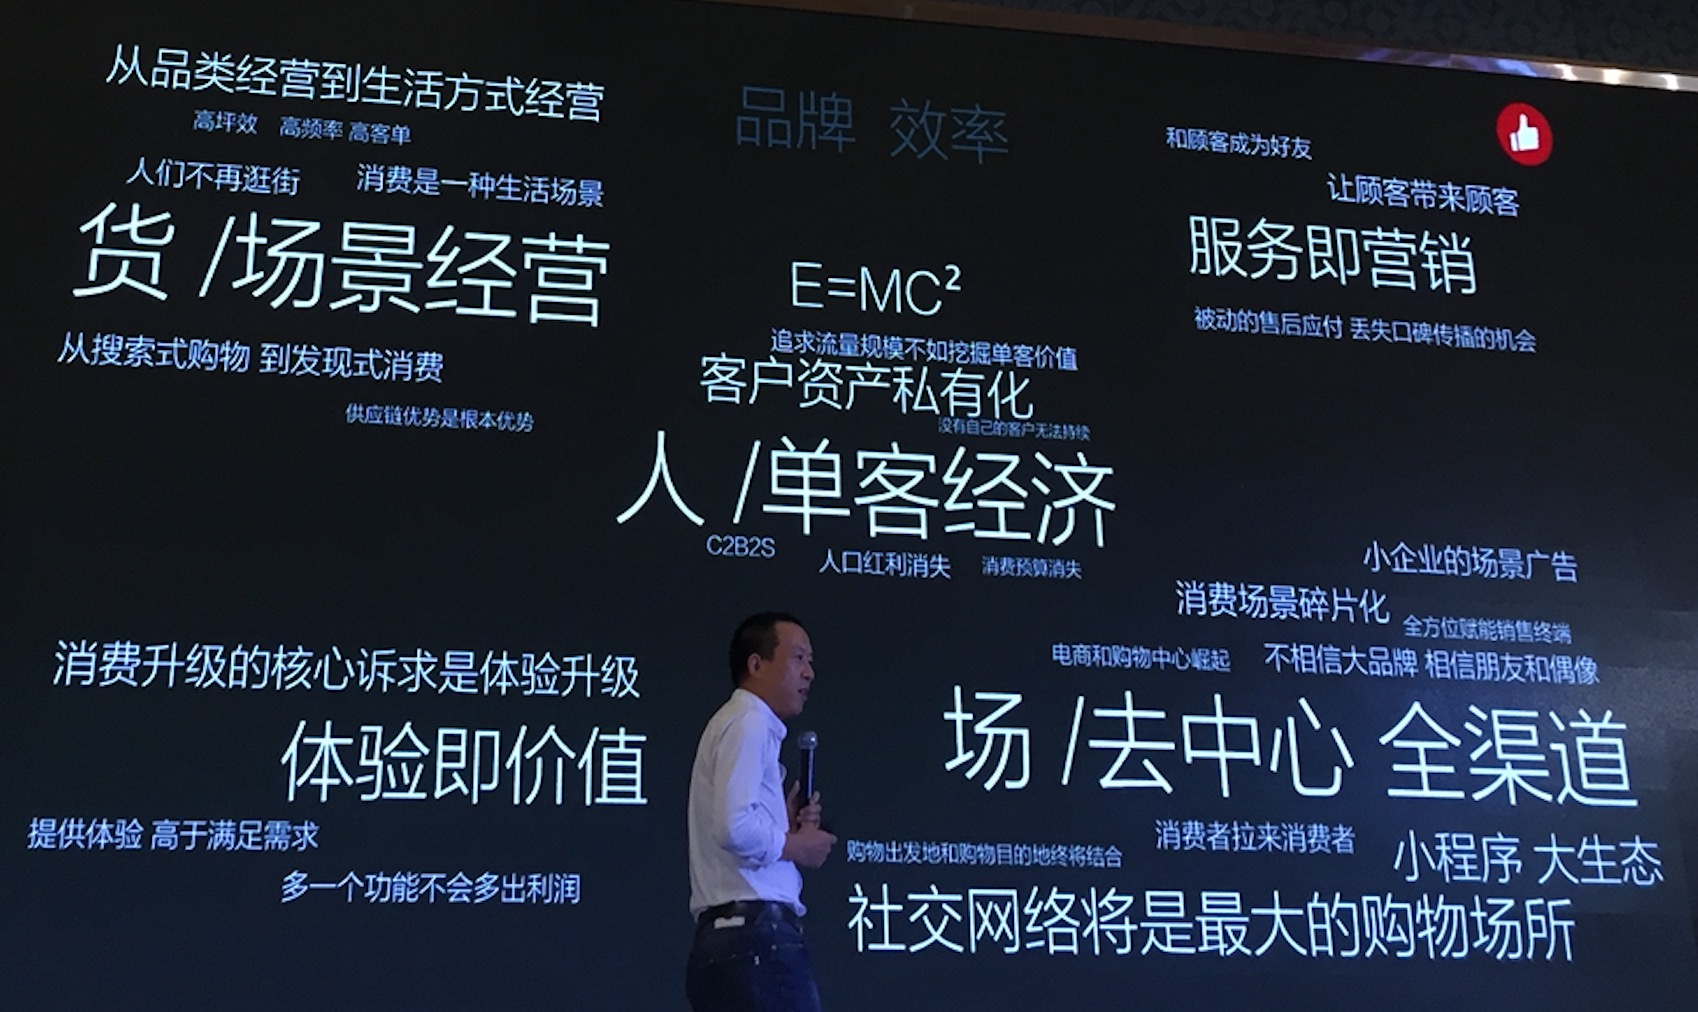 从品类经营到生活方式经营
高坪效 高频率 高客单
人们不再逛街 消费是一种生活场景
货 /场景经营
从搜索式购物 到发现式消费
供应链优势是根本优势
品牌 效率
E=MC²
追求流量规模不如挖掘单客价值
客户资产私有化
没有自己的客户无法持续
人 /单客经济
C2B2S 人口红利消失 消费预算消失
和顾客成为好友
让顾客带来顾客
服务即营销
被动的售后应付 丢失口碑传播的机会
消费升级的核心诉求是体验升级
体验即价值
提供体验 高于满足需求
多一个功能不会多出利润
小企业的场景广告
消费场景碎片化
全方位赋能销售终端
电商和购物中心崛起 不相信大品牌 相信朋友和偶像
场 /去中心 全渠道
购物出发地和购物目的地终将结合 消费者拉来消费者 小程序 大生态
社交网络将是最大的购物场所